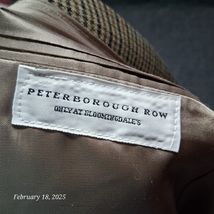 PETERBOROUGH ROW
ONLY AT BLOOMINGDALE'S
February 18, 2025